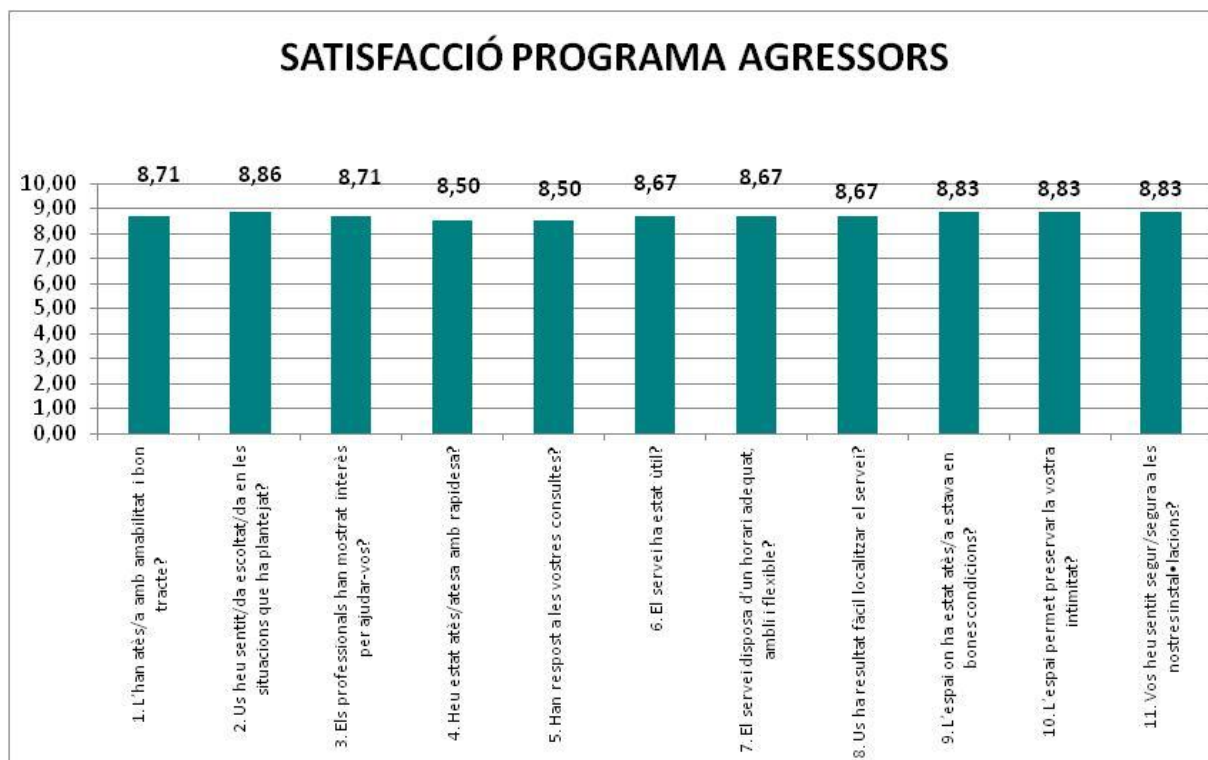 SATISFACCIÓ PROGRAMA AGRESSORS
8,71 8,86 8,71 8,50 8,50 8,67 8,67 8,67 8,83 8,83 8,83
10,00
9,00
8,00
7,00
6,00
5,00
4,00
3,00
2,00
1,00
0,00
1. L'han atès/a amb amabilitat i bon
tracte?
2. Us heu sentit/da escoltat/da en les
situacions que ha plantejat?
3. Els professionals han mostrat interès
per ajudar-vos?
4. Heu estat atès/atesa amb rapidesa?
5. Han respost a les vostres consultes?
6. El servei ha estat ùtil?
7. El servei disposa d'un horari adequat,
ambli i flexible?
8. Us ha resultat fàcil localitzar el servei?
9. L'espai on ha estat atès/a estava en
bones condicions?
10. L'espai permet preservar la vostra
intimitat?
11. Vos heu sentit segur/segura a les
nostres instal•lacions?